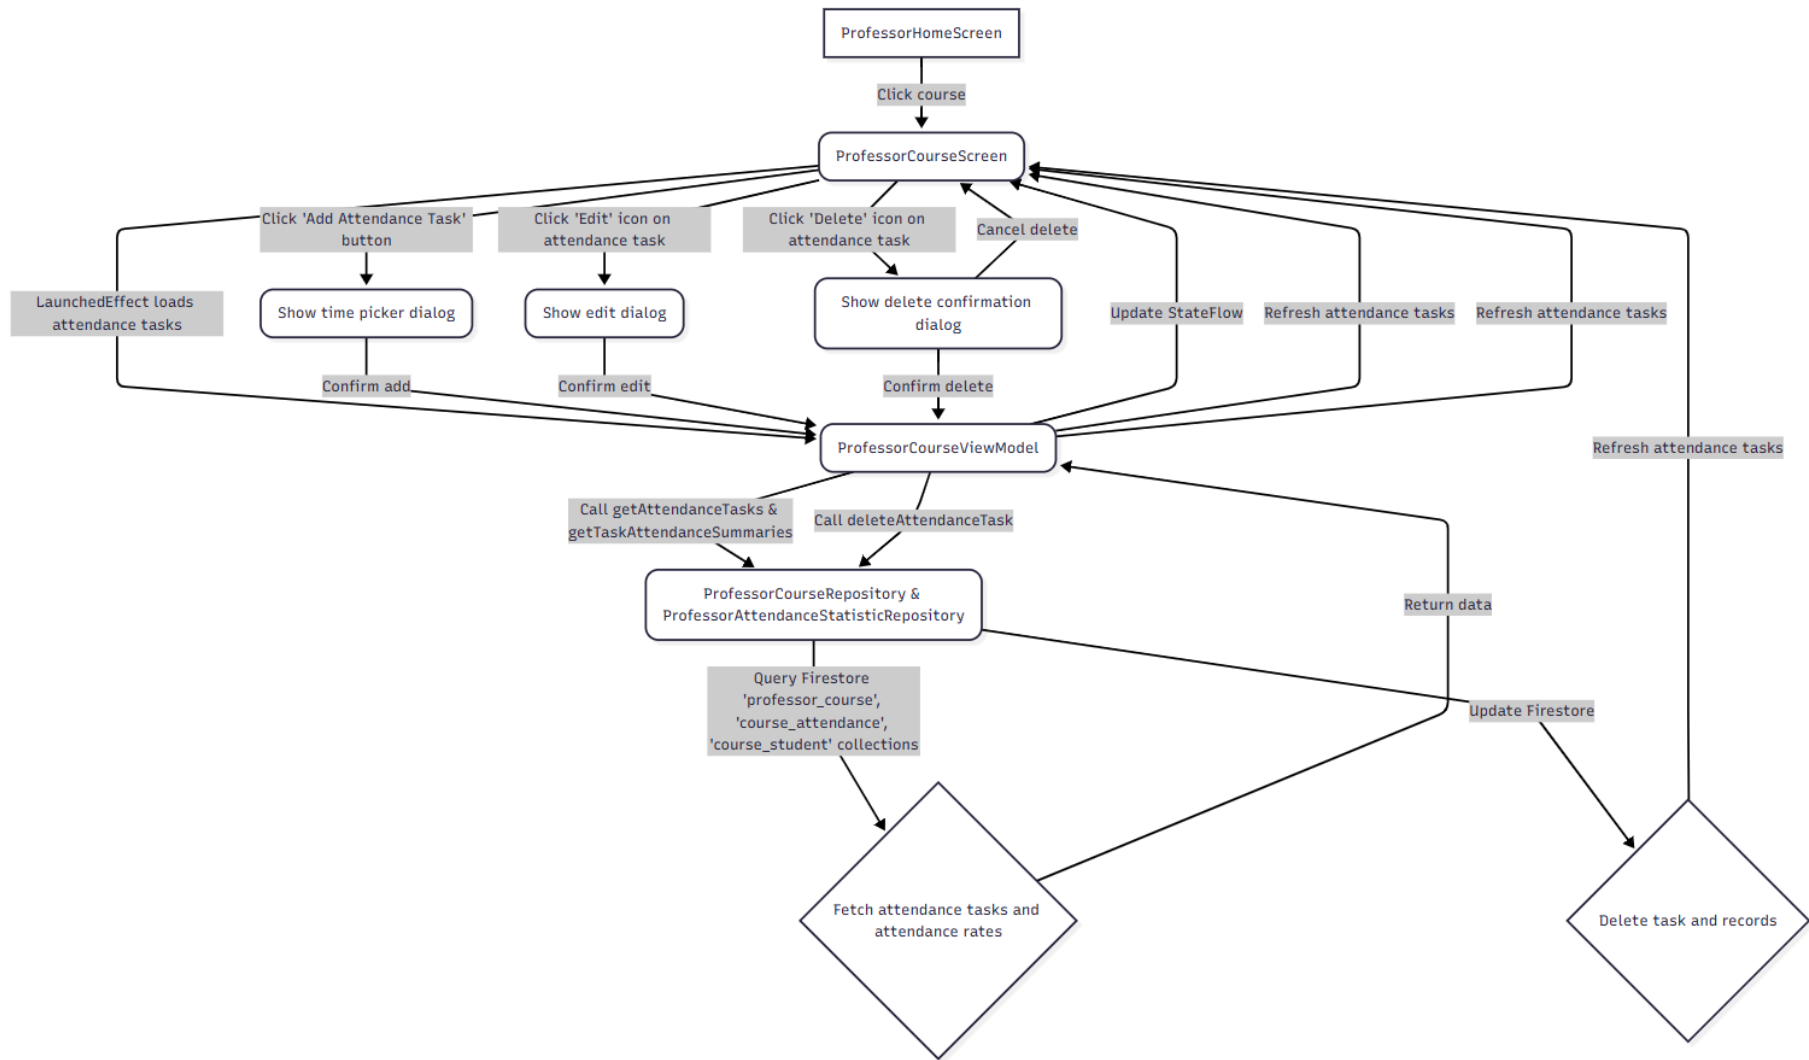 ProfessorHomeScreen
Click course
ProfessorCourseScreen
Click 'Add Attendance Task'
button
Click 'Edit' icon on
attendance task
Click 'Delete' icon on
attendance task
Cancel delete
LaunchedEffect loads
attendance tasks
Show time picker dialog
Show edit dialog
Show delete confirmation
dialog
Update StateFlow
Refresh attendance tasks
Refresh attendance tasks
Confirm add
Confirm edit
Confirm delete
ProfessorCourseViewModel
Refresh attendance tasks
Call getAttendanceTasks &
getTaskAttendanceSummaries
Call deleteAttendanceTask
ProfessorCourseRepository &
ProfessorAttendanceStatisticRepository
Return data
Query Firestore
'professor_course',
'course_attendance',
'course_student' collections
Update Firestore
Fetch attendance tasks and
attendance rates
Delete task and records